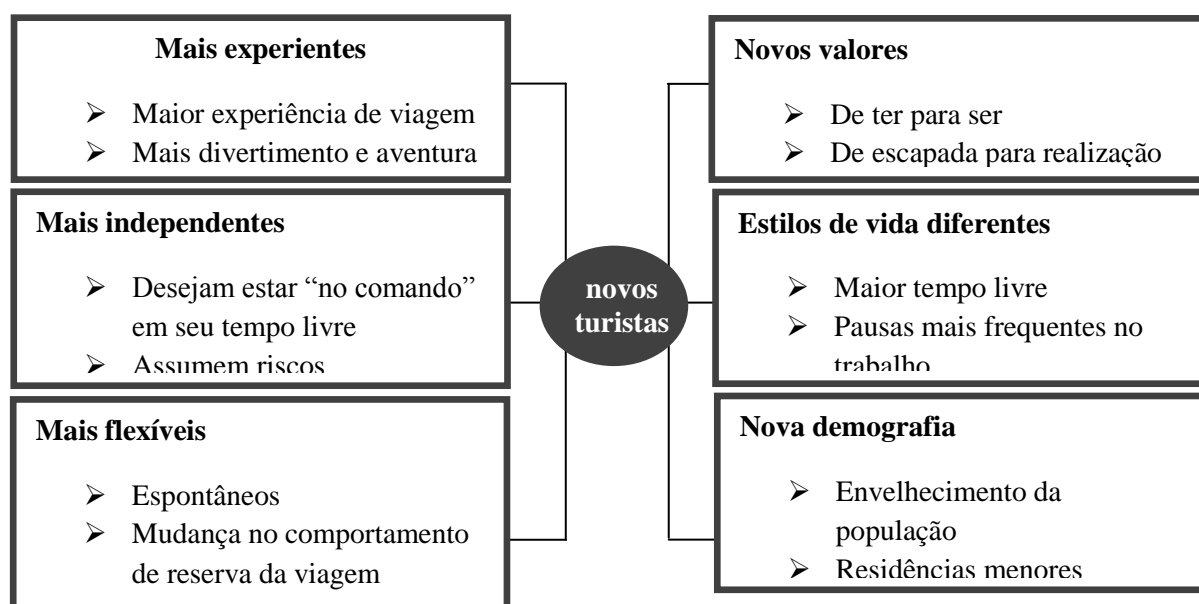 Mais experientes
➢ Maior experiência de viagem
➢ Mais divertimento e aventura
Mais independentes
➢ Desejam estar “no comando”
em seu tempo livre
➢ Assumem riscos
Mais flexíveis
➢ Espontâneos
➢ Mudança no comportamento
de reserva da viagem
novos
turistas
Novos valores
➢ De ter para ser
➢ De escapada para realização
Estilos de vida diferentes
➢ Maior tempo livre
➢ Pausas mais frequentes no
trabalho
Nova demografia
➢ Envelhecimento da
população
➢ Residências menores